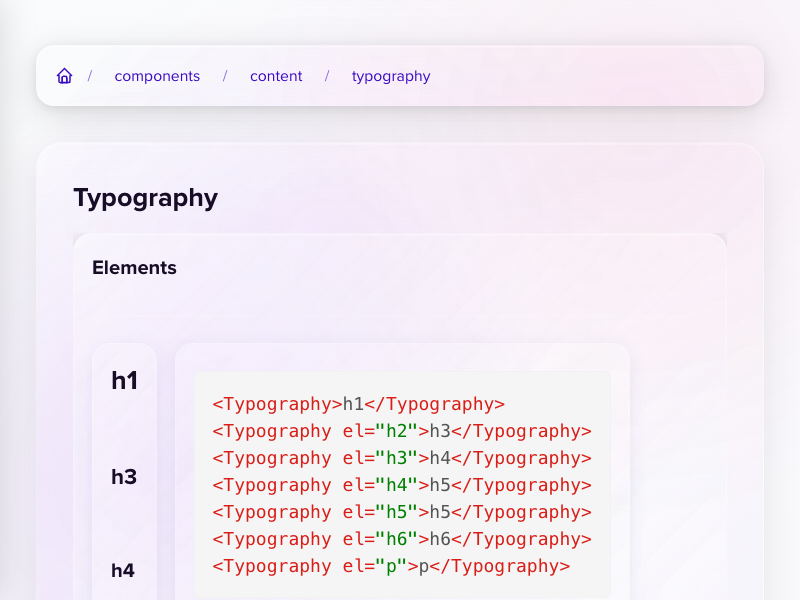 / components / content / typography
Typography
Elements
h1
h3
h4
<Typography>h1</Typography>
<Typography el="h2">h3</Typography>
<Typography el="h3">h4</Typography>
<Typography el="h4">h5</Typography>
<Typography el="h5">h5</Typography>
<Typography el="h6">h6</Typography>
<Typography el="p">p</Typography>